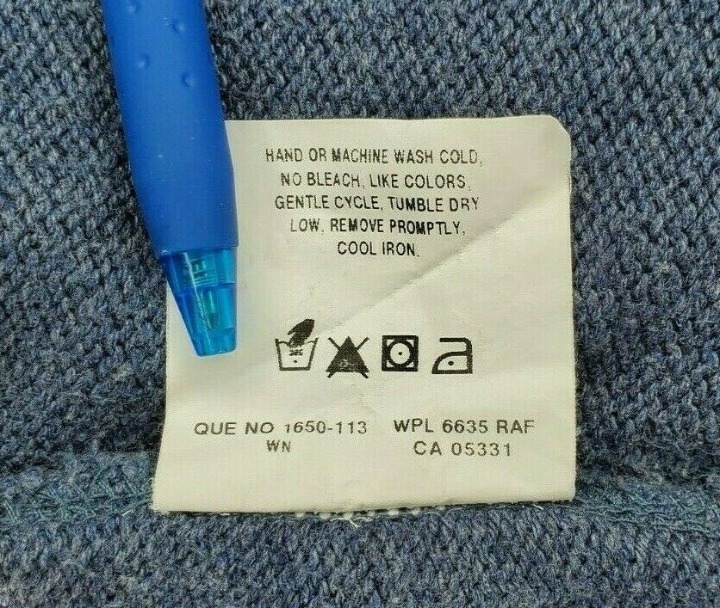 HAND OR MACHINE WASH COLD,
NO BLEACH, LIKE COLORS,
GENTLE CYCLE, TUMBLE DRY
LOW, REMOVE PROMPTLY,
COOL IRON.
QUE NO 1650-113 WPL 6635 RAF
WN CA 05331